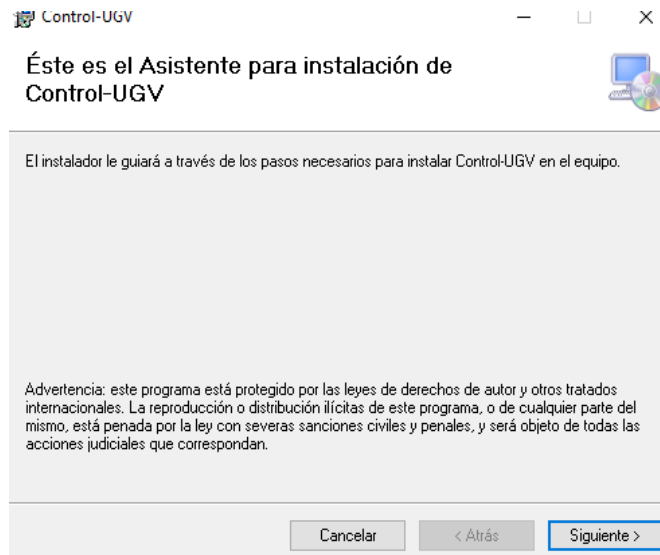 Control-UGV
Éste es el Asistente para instalación de
Control-UGV
El instalador le guiará a través de los pasos necesarios para instalar Control-UGV en el equipo.
Advertencia: este programa está protegido por las leyes de derechos de autor y otros tratados
internacionales. La reproducción o distribución ilícitas de este programa, o de cualquier parte del
mismo, está penada por la ley con severas sanciones civiles y penales, y será objeto de todas las
acciones judiciales que correspondan.
Cancelar < Atrás Siguiente >